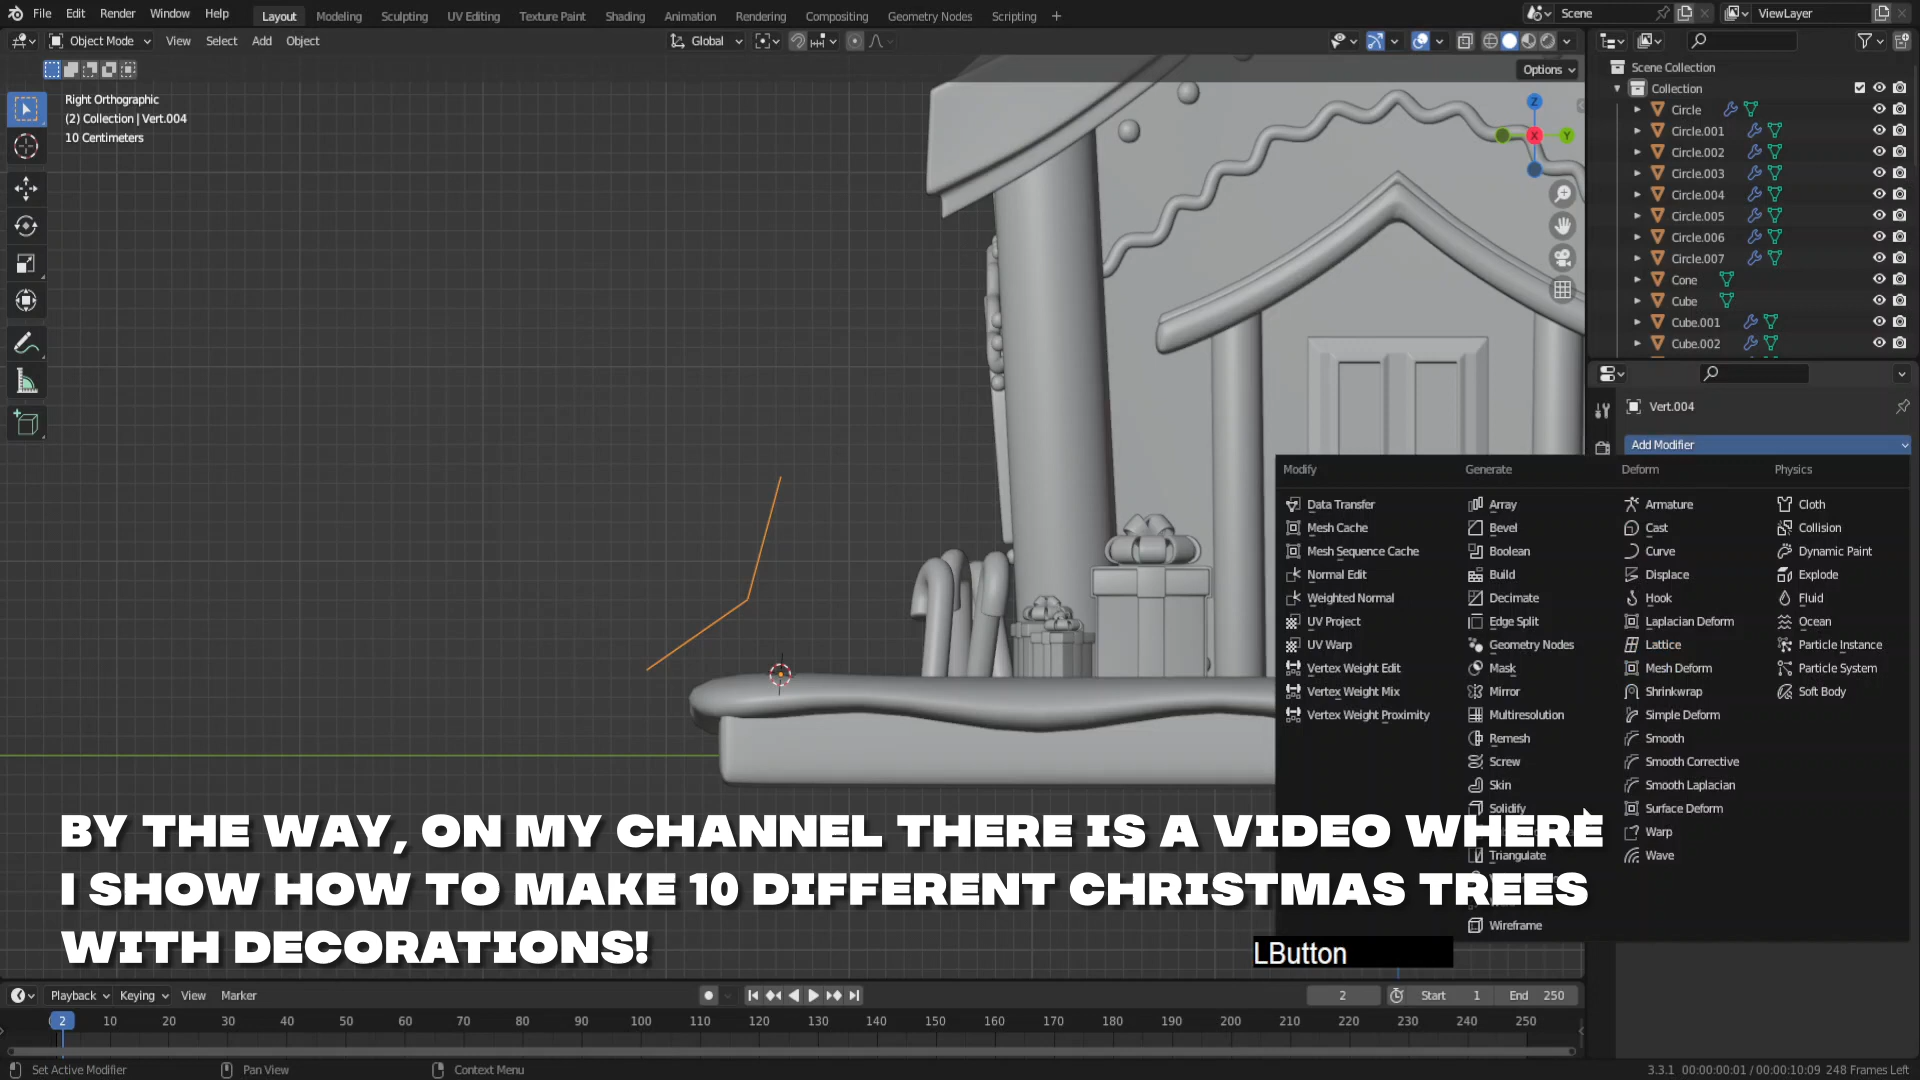 File Edit Render Window Help Layout Modeling Sculpting UV Editing Texture Paint Shading Animation Rendering Compositing Geometry Nodes Scripting + Scene ViewLayer
Object Mode View Select Add Object Global
Options
Right Orthographic
(2) Collection | Vert.004
10 Centimeters
Z
X
Y
Scene Collection
Collection
Circle
Circle.001
Circle.002
Circle.003
Circle.004
Circle.005
Circle.006
Circle.007
Cone
Cube
Cube.001
Cube.002
Vert.004
Add Modifier
Modify Generate Deform Physics
Data Transfer Array Armature Cloth
Mesh Cache Bevel Cast Collision
Mesh Sequence Cache Boolean Curve Dynamic Paint
Normal Edit Build Displace Explode
Weighted Normal Decimate Hook Fluid
UV Project Edge Split Laplacian Deform Ocean
UV Warp Geometry Nodes Lattice Particle Instance
Vertex Weight Edit Mask Mesh Deform Particle System
Vertex Weight Mix Mirror Shrinkwrap Soft Body
Vertex Weight Proximity Multiresolution Simple Deform
Remesh Smooth
Screw Smooth Corrective
Skin Smooth Laplacian
Solidify Surface Deform
Warp
Triangulate Wave
Wireframe
BY THE WAY, ON MY CHANNEL THERE IS A VIDEO WHERE
I SHOW HOW TO MAKE 10 DIFFERENT CHRISTMAS TREES
WITH DECORATIONS!
LButton
Playback Keying View Marker 2 Start 1 End 250
2 10 20 30 40 50 60 70 80 90 100 110 120 130 140 150 160 170 180 190 200 210 220 230 240 250
Set Active Modifier Pan View Context Menu 3.3.1 00:00:00:01 / 00:00:10:09 248 Frames Left